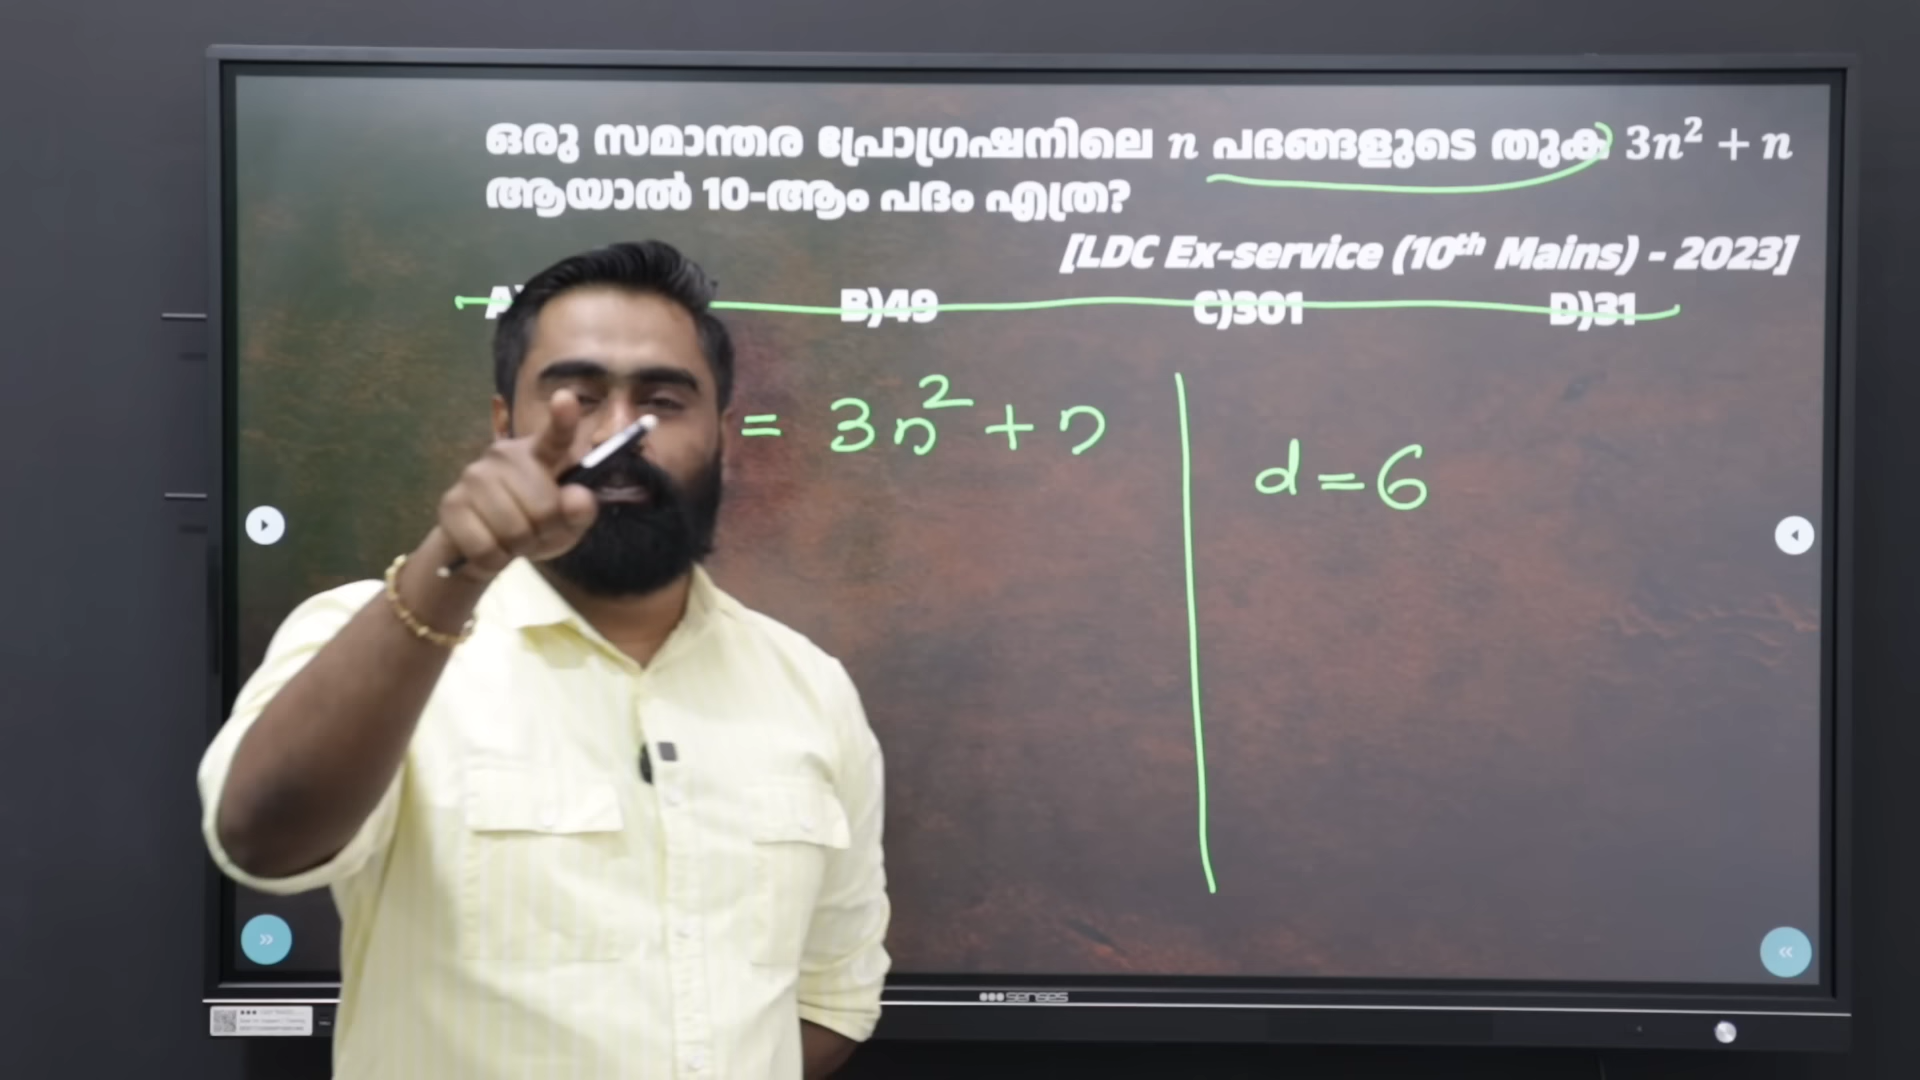 ഒരു സമാന്തര പ്രോഗ്രഷനിലെ n പദങ്ങളുടെ തുക 3n² + n
ആയാൽ 10-ആം പദം എത്ര?
[LDC Ex-service (10th Mains) - 2023]
A) B)49 C)301 D)31
= 3n² + n
d = 6
senses